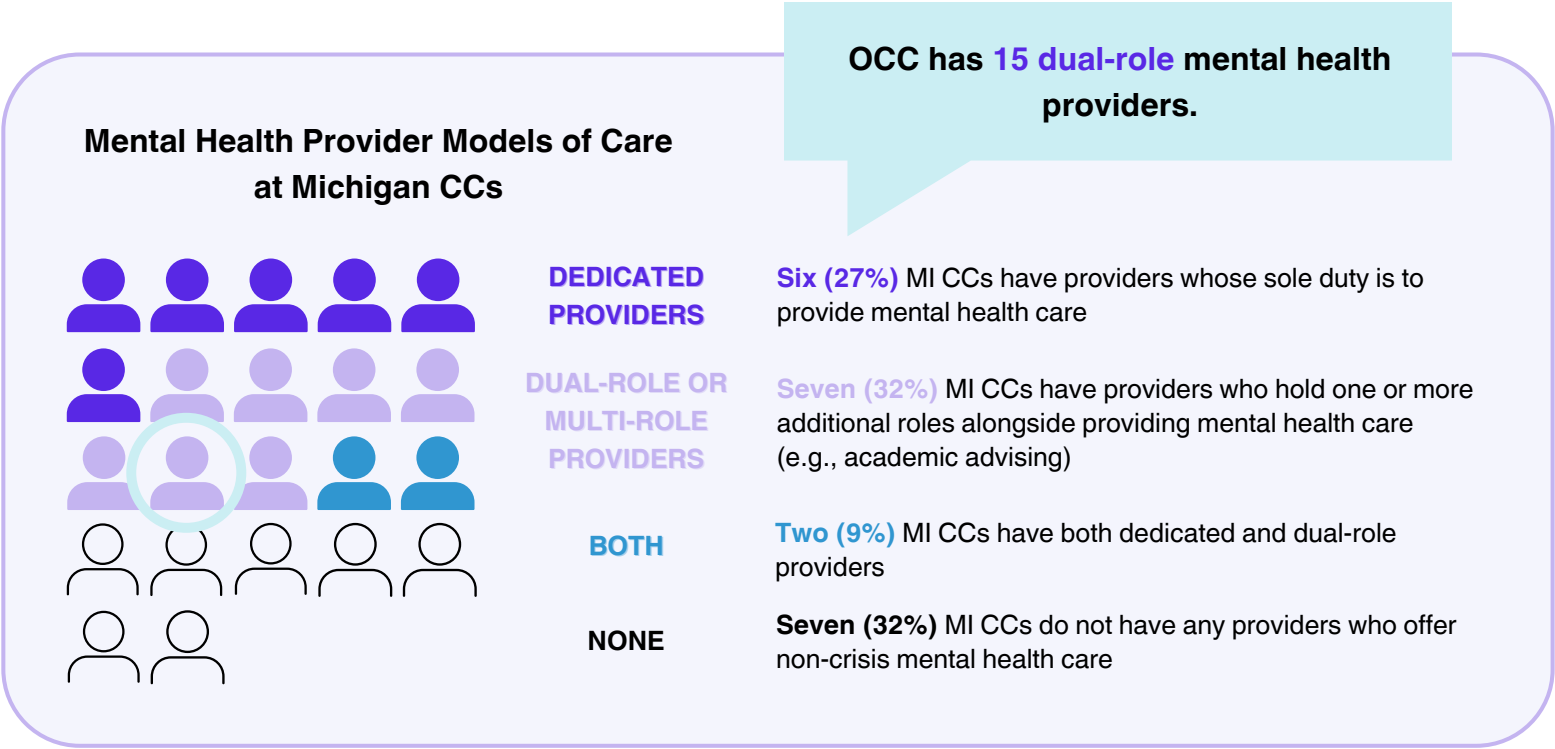 OCC has 15 dual-role mental health
providers.
Mental Health Provider Models of Care
at Michigan CCs
DEDICATED
PROVIDERS
Six (27%) MI CCs have providers whose sole duty is to
provide mental health care
DUAL-ROLE OR
MULTI-ROLE
PROVIDERS
Seven (32%) MI CCs have providers who hold one or more
additional roles alongside providing mental health care
(e.g., academic advising)
BOTH
Two (9%) MI CCs have both dedicated and dual-role
providers
NONE
Seven (32%) MI CCs do not have any providers who offer
non-crisis mental health care